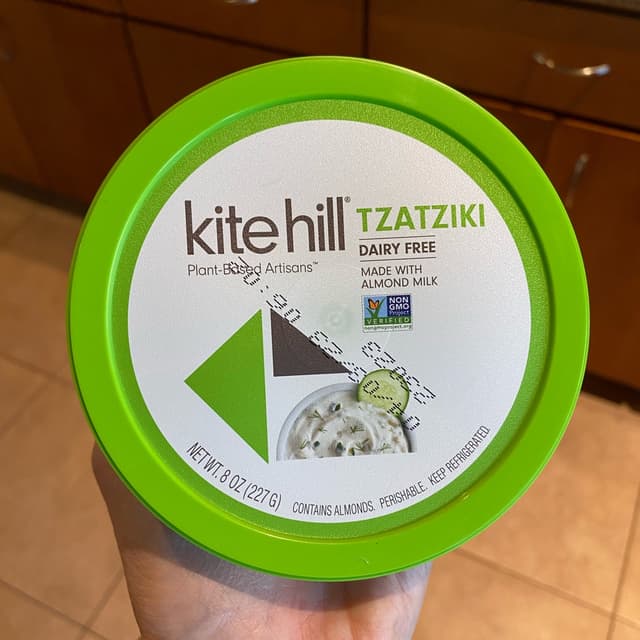 kite hill®
Plant-Based Artisans™
TZATZIKI
DAIRY FREE
MADE WITH
ALMOND MILK
NON
GMO
Project
VERIFIED
nongmoproject.org
NET WT. 8 OZ (227 G)
CONTAINS ALMONDS. PERISHABLE. KEEP REFRIGERATED.